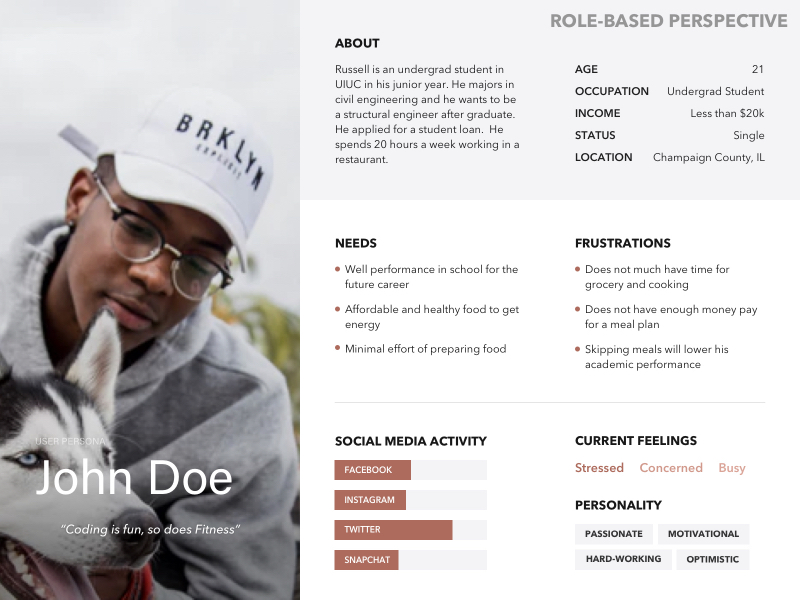 ROLE-BASED PERSPECTIVE
ABOUT
Russell is an undergrad student in
UIUC in his junior year. He majors in
civil engineering and he wants to be
a structural engineer after graduate.
He applied for a student loan. He
spends 20 hours a week working in a
restaurant.
AGE 21
OCCUPATION Undergrad Student
INCOME Less than $20k
STATUS Single
LOCATION Champaign County, IL
BRKLYN
EXPLICIT
NEEDS
Well performance in school for the
future career
Affordable and healthy food to get
energy
Minimal effort of preparing food
FRUSTRATIONS
Does not much have time for
grocery and cooking
Does not have enough money pay
for a meal plan
Skipping meals will lower his
academic performance
USER PERSONA
John Doe
“Coding is fun, so does Fitness”
SOCIAL MEDIA ACTIVITY
FACEBOOK
INSTAGRAM
TWITTER
SNAPCHAT
CURRENT FEELINGS
Stressed Concerned Busy
PERSONALITY
PASSIONATE MOTIVATIONAL
HARD-WORKING OPTIMISTIC